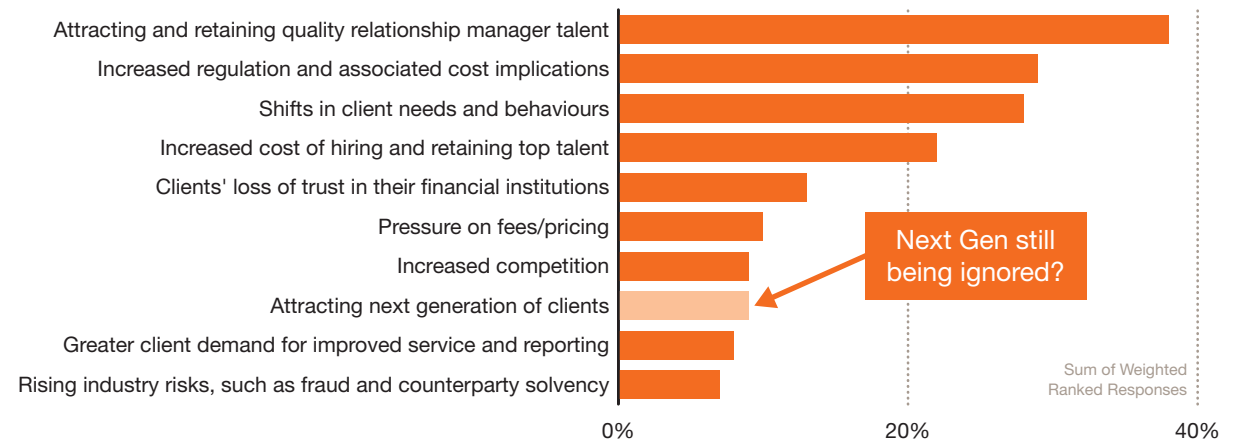 Attracting and retaining quality relationship manager talent
Increased regulation and associated cost implications
Shifts in client needs and behaviours
Increased cost of hiring and retaining top talent
Clients' loss of trust in their financial institutions
Pressure on fees/pricing
Increased competition
Attracting next generation of clients
Greater client demand for improved service and reporting
Rising industry risks, such as fraud and counterparty solvency
Next Gen still
being ignored?
Sum of Weighted
Ranked Responses
0%
20%
40%